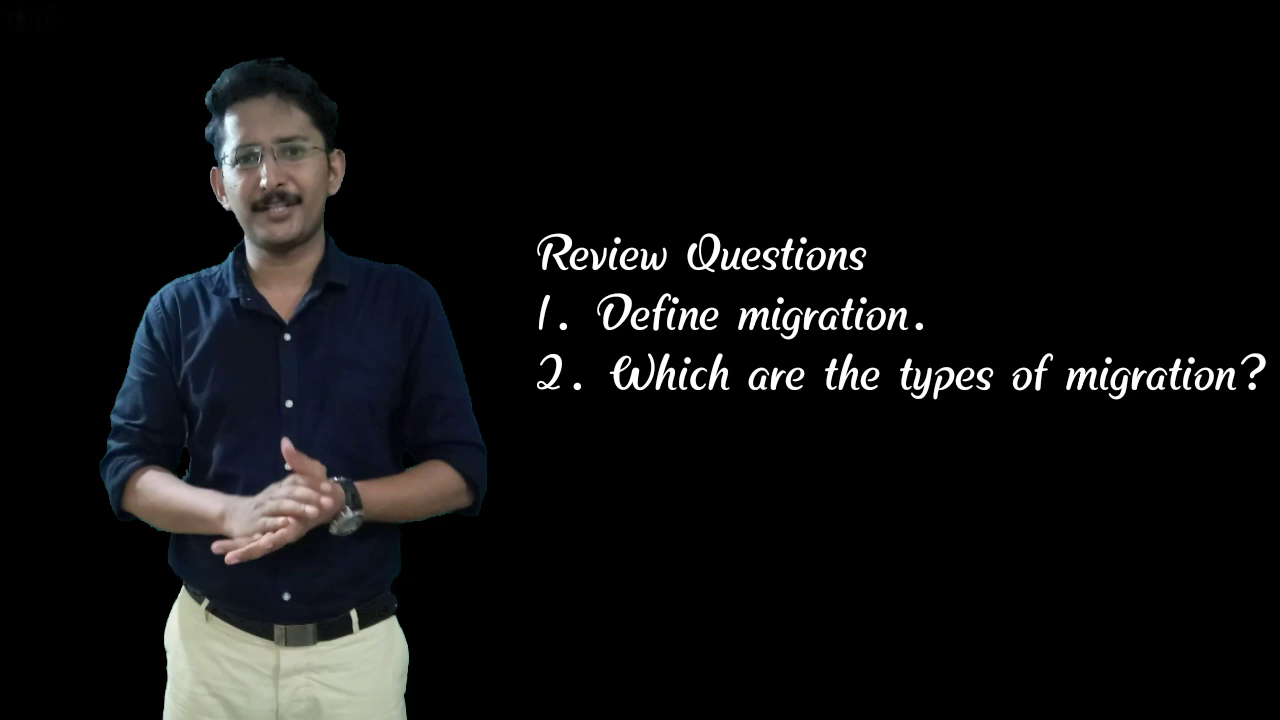 Review Questions
1. Define migration.
2. Which are the types of migration?